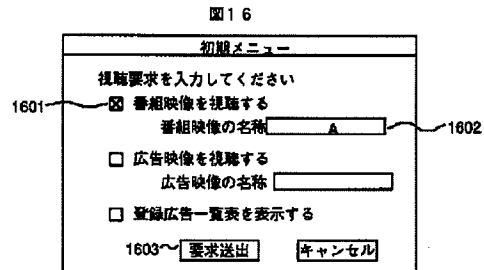 図16
初期メニュー
視聴要求を入力してください
1601 ☒ 番組映像を視聴する
番組映像の名称 A 1602
☐ 広告映像を視聴する
広告映像の名称
☐ 登録広告一覧表を表示する
1603 要求送出 キャンセル